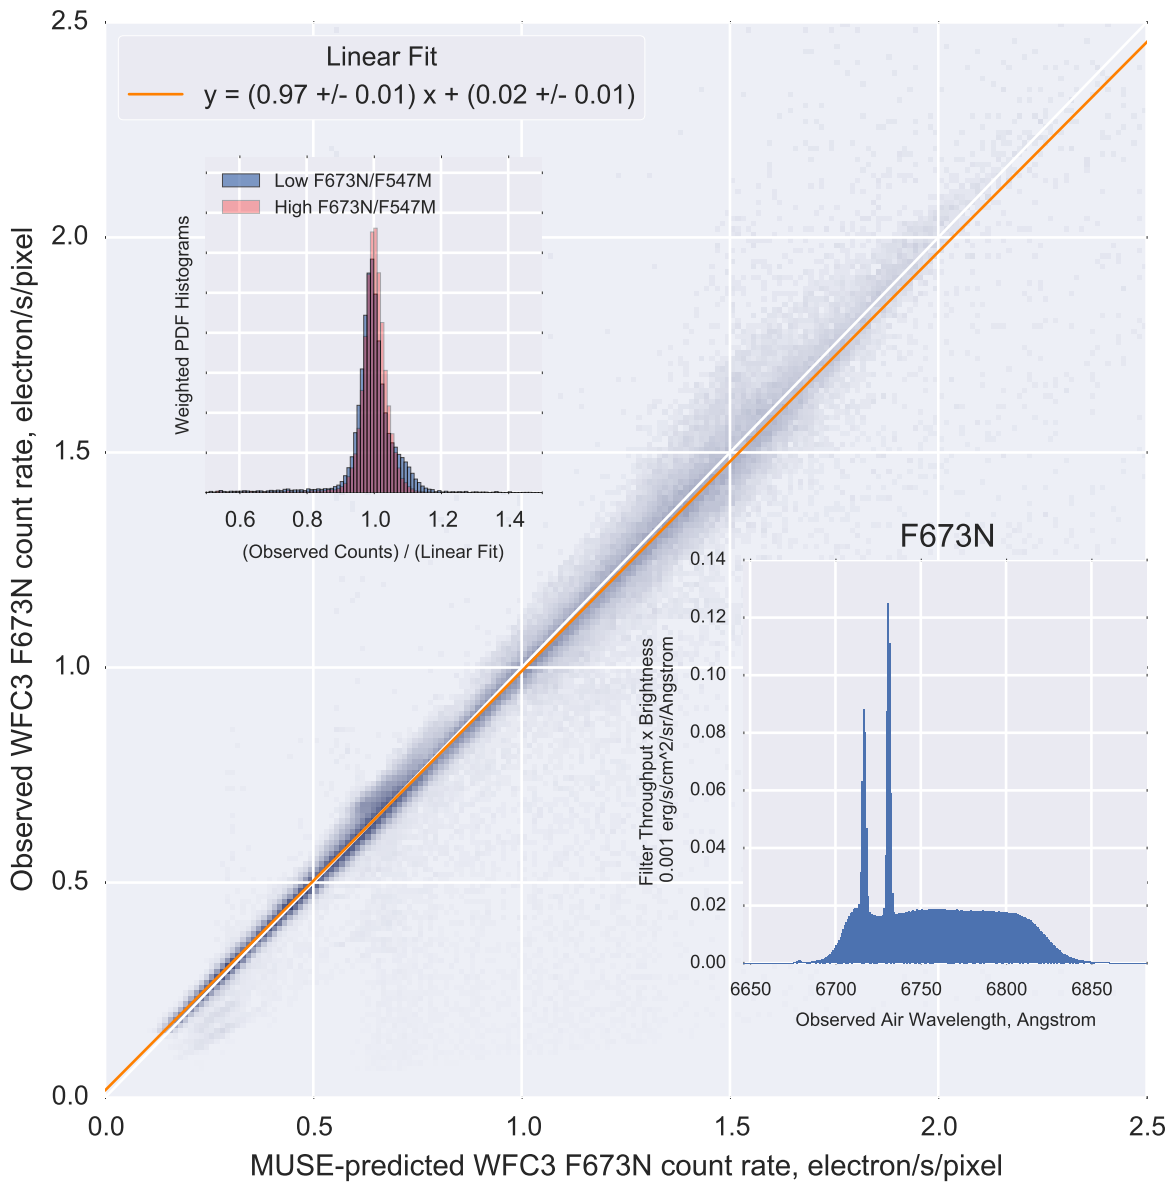 Linear Fit
y = (0.97 +/- 0.01) x + (0.02 +/- 0.01)
Low F673N/F547M
High F673N/F547M
Weighted PDF Histograms
0.6 0.8 1.0 1.2 1.4
(Observed Counts) / (Linear Fit)
F673N
0.14
0.12
0.10
0.08
0.06
0.04
0.02
0.00
Filter Throughput x Brightness
0.001 erg/s/cm^2/sr/Angstrom
6650 6700 6750 6800 6850
Observed Air Wavelength, Angstrom
2.5
2.0
1.5
1.0
0.5
0.0
Observed WFC3 F673N count rate, electron/s/pixel
0.0 0.5 1.0 1.5 2.0 2.5
MUSE-predicted WFC3 F673N count rate, electron/s/pixel